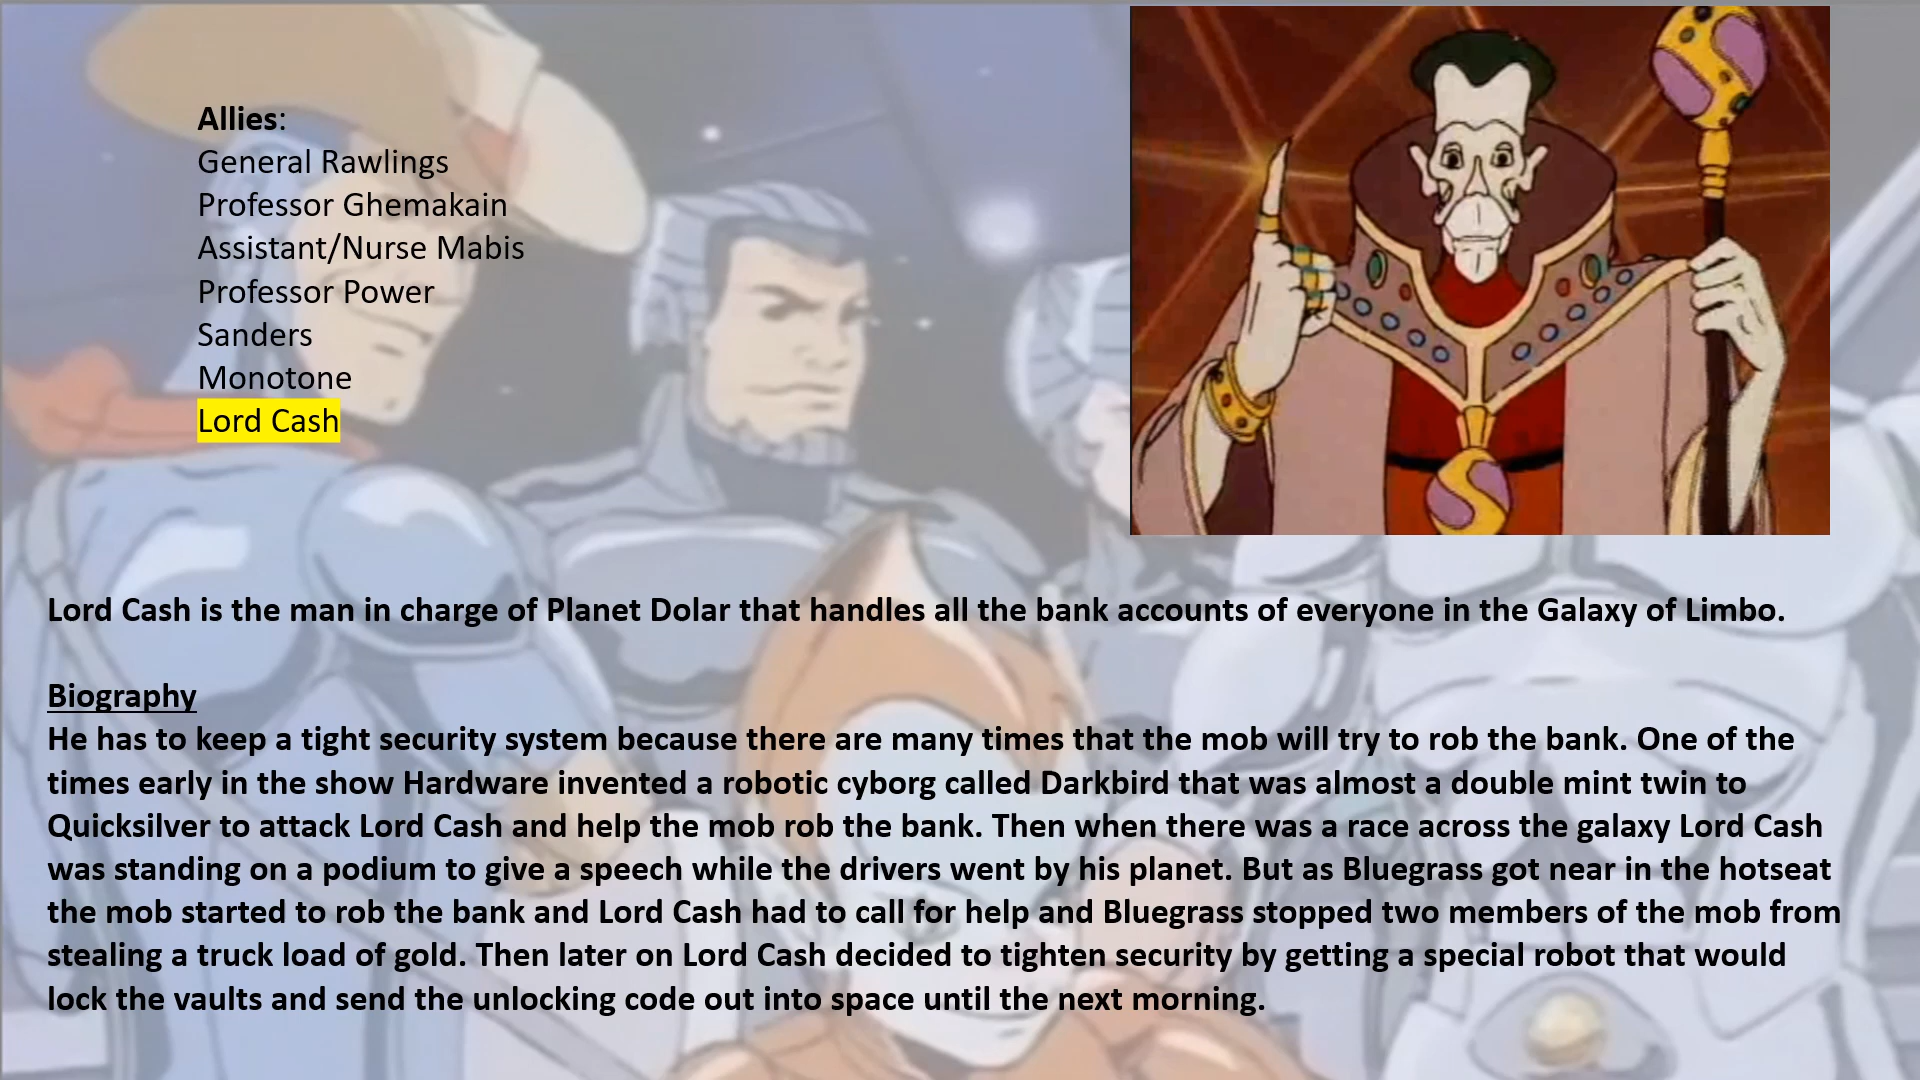 Allies:
General Rawlings
Professor Ghemakain
Assistant/Nurse Mabis
Professor Power
Sanders
Monotone
Lord Cash
Lord Cash is the man in charge of Planet Dolar that handles all the bank accounts of everyone in the Galaxy of Limbo.
Biography
He has to keep a tight security system because there are many times that the mob will try to rob the bank. One of the
times early in the show Hardware invented a robotic cyborg called Darkbird that was almost a double mint twin to
Quicksilver to attack Lord Cash and help the mob rob the bank. Then when there was a race across the galaxy Lord Cash
was standing on a podium to give a speech while the drivers went by his planet. But as Bluegrass got near in the hotseat
the mob started to rob the bank and Lord Cash had to call for help and Bluegrass stopped two members of the mob from
stealing a truck load of gold. Then later on Lord Cash decided to tighten security by getting a special robot that would
lock the vaults and send the unlocking code out into space until the next morning.